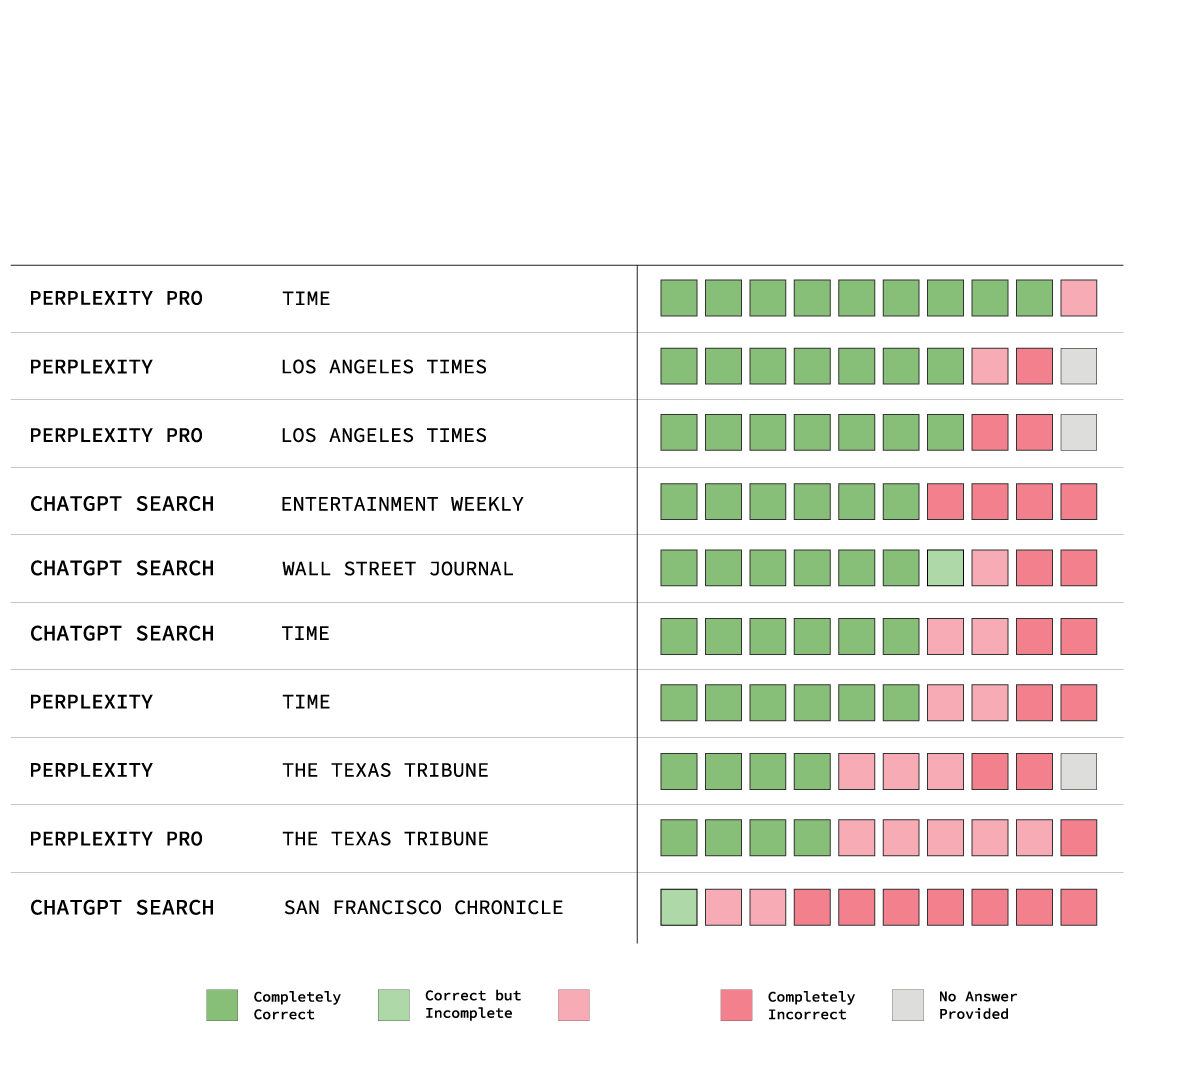 PERPLEXITY PRO TIME
PERPLEXITY LOS ANGELES TIMES
PERPLEXITY PRO LOS ANGELES TIMES
CHATGPT SEARCH ENTERTAINMENT WEEKLY
CHATGPT SEARCH WALL STREET JOURNAL
CHATGPT SEARCH TIME
PERPLEXITY TIME
PERPLEXITY THE TEXAS TRIBUNE
PERPLEXITY PRO THE TEXAS TRIBUNE
CHATGPT SEARCH SAN FRANCISCO CHRONICLE
Completely
Correct
Correct but
Incomplete
Completely
Incorrect
No Answer
Provided